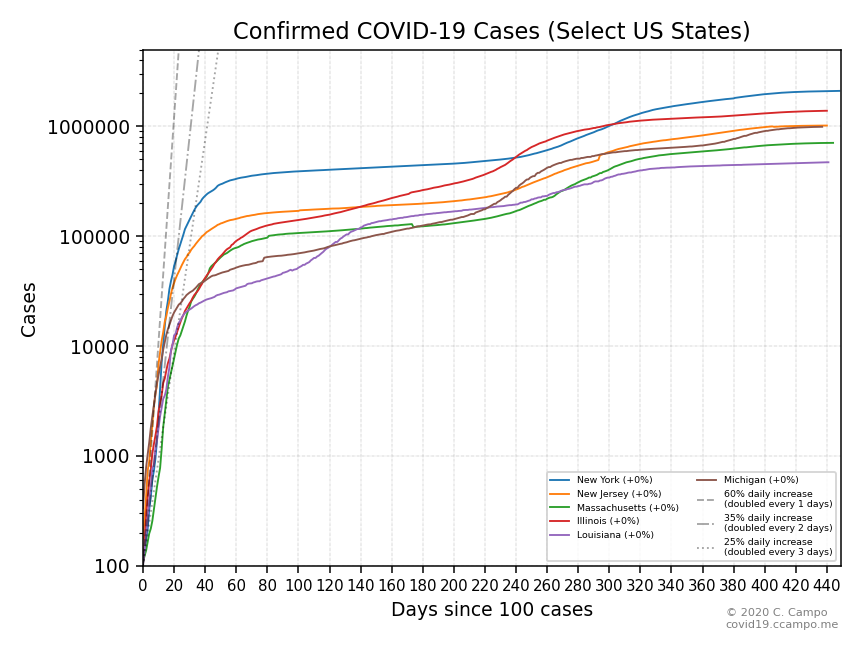 Confirmed COVID-19 Cases (Select US States)
Cases
1000000
100000
10000
1000
100
0 20 40 60 80 100 120 140 160 180 200 220 240 260 280 300 320 340 360 380 400 420 440
Days since 100 cases
New York (+0%)
New Jersey (+0%)
Massachusetts (+0%)
Illinois (+0%)
Louisiana (+0%)
Michigan (+0%)
60% daily increase
(doubled every 1 days)
35% daily increase
(doubled every 2 days)
25% daily increase
(doubled every 3 days)
© 2020 C. Campo
covid19.ccampo.me